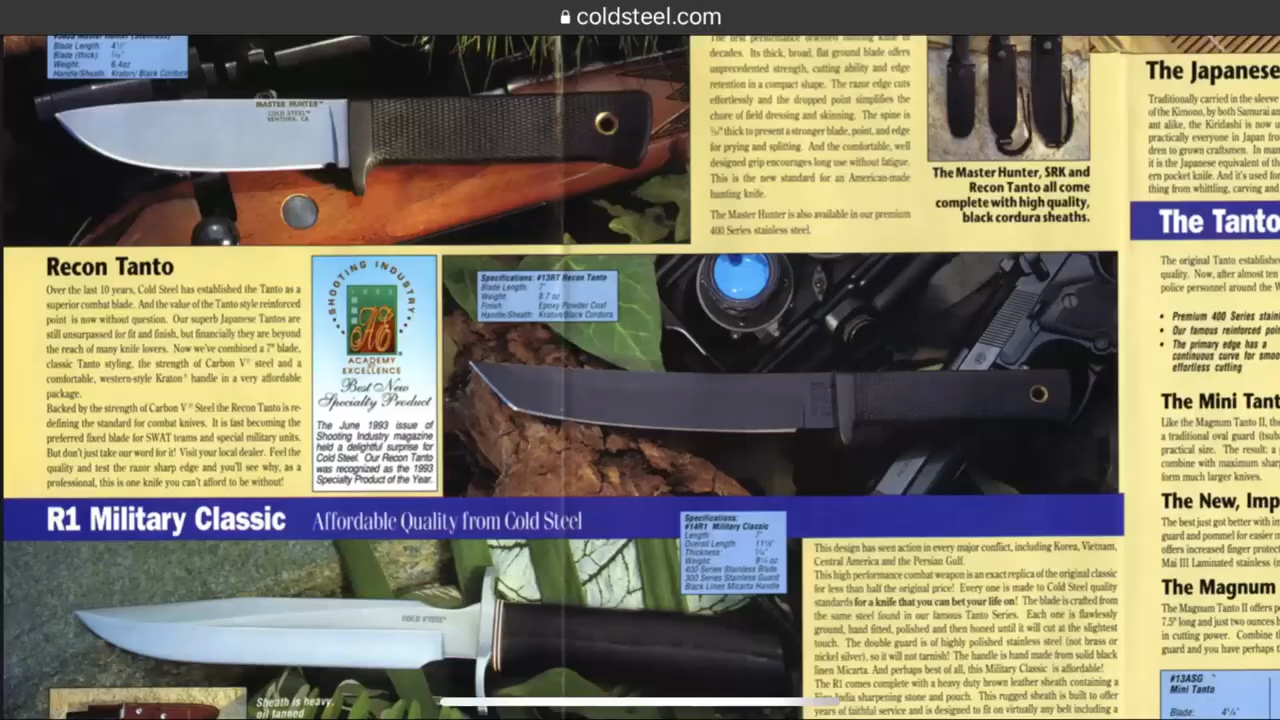 coldsteel.com
Blade Length: 4½"
Blade (thick): 3/16"
Weight: 6.4oz
Handle/Sheath: Kraton/ Black Cordura
MASTER HUNTER™
COLD STEEL™
VENTURA, CA
decades. Its thick, broad, flat ground blade offers
unprecedented strength, cutting ability and edge
retention in a compact shape. The razor edge cuts
effortlessly and the dropped point simplifies the
chore of field dressing and skinning. The spine is
3/16" thick to present a stronger blade, point, and edge
for prying and splitting. And the comfortable, well
designed grip encourages long use without fatigue.
This is the new standard for an American-made
hunting knife.
The Master Hunter is also available in our premium
400 Series stainless steel.
The Master Hunter, SRK and
Recon Tanto all come
complete with high quality,
black cordura sheaths.
Recon Tanto
Over the last 10 years, Cold Steel has established the Tanto as a
superior combat blade. And the value of the Tanto style reinforced
point is now without question. Our superb Japanese Tantos are
still unsurpassed for fit and finish, but financially they are beyond
the reach of many knife lovers. Now we've combined a 7" blade,
classic Tanto styling, the strength of Carbon V® steel and a
comfortable, western-style Kraton® handle in a very affordable
package.
Backed by the strength of Carbon V® Steel the Recon Tanto is re-
defining the standard for combat knives. It is fast becoming the
preferred fixed blade for SWAT teams and special military units.
But don't just take our word for it! Visit your local dealer. Feel the
quality and test the razor sharp edge and you'll see why, as a
professional, this is one knife you can't afford to be without!
SHOOTING INDUSTRY
AE
ACADEMY
OF
EXCELLENCE
Best New
Specialty Product
The June 1993 issue of
Shooting Industry magazine
held a delightful surprise for
Cold Steel. Our Recon Tanto
was recognized as the 1993
Specialty Product of the Year.
Specifications: #13RT Recon Tanto
Blade Length: 7"
Weight: 8.7 oz
Finish: Epoxy Powder Coat
Handle/Sheath: Kraton/Black Cordura
R1 Military Classic Affordable Quality from Cold Steel
Specifications:
#14R1 Military Classic
Length: 7"
Overall Length:
Thickness:
Weight:
400 Series Stainless Blade
300 Series Stainless Guard
Black Linen Micarta Handle
COLD STEEL
Sheath is heavy,
oil tanned
This design has seen action in every major conflict, including Korea, Vietnam,
Central America and the Persian Gulf.
This high performance combat weapon is an exact replica of the original classic
for less than half the original price! Every one is made to Cold Steel quality
standards for a knife that you can bet your life on! The blade is crafted from
the same steel found in our famous Tanto Series. Each one is flawlessly
ground, hand fitted, polished and then honed until it will cut at the slightest
touch. The double guard is of highly polished stainless steel (not brass or
nickel silver), so it will not tarnish! The handle is hand made from solid black
linen Micarta. And perhaps best of all, this Military Classic is affordable!
The R1 comes complete with a heavy duty brown leather sheath containing a
sharpening stone and pouch. This rugged sheath is built to offer
years of faithful service and is designed to fit on virtually any belt including a
The Japanese
Traditionally carried in the sleeve
of the Kimono, by both Samurai an
ant alike, the Kiridashi is now u
practically everyone in Japan fro
dren to grown craftsmen. In man
it is the Japanese equivalent of th
ern pocket knife. And it's used for
thing from whittling, carving and
The Tanto
The original Tanto establishe
quality. Now, after almost ten
police personnel around the W
• Premium 400 Series stain
• Our famous reinforced poin
• The primary edge has a
continuous curve for smoo
effortless cutting
The Mini Tant
Like the Magnum Tanto II, the
a traditional oval guard (tsub
practical size. The result: a
combine with maximum shar
form much larger knives.
The New, Imp
The best just got better with in
guard and pommel for easier m
offers increased finger protec
Mai III Laminated stainless (n
The Magnum
The Magnum Tanto II offers p
7.5" long and just two ounces h
in cutting power. Combine t
guard and you have perhaps t
#13ASG
Mini Tanto
Blade: 4¼"